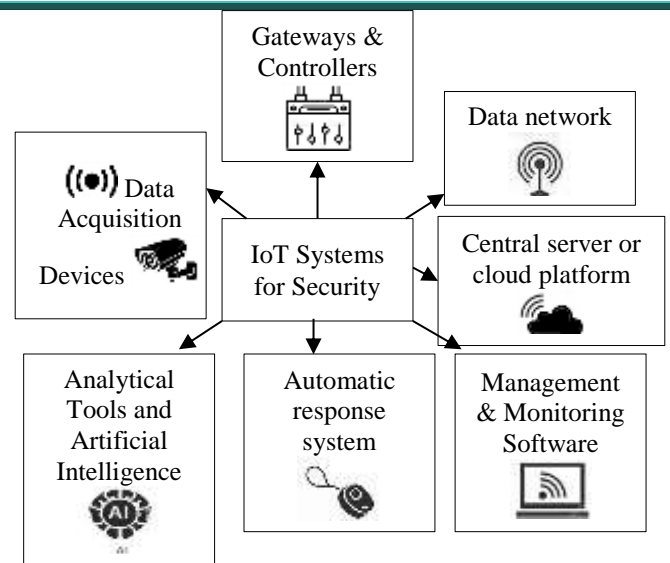 Gateways &
Controllers
Data network
Data
Acquisition
Devices
IoT Systems
for Security
Central server or
cloud platform
Analytical
Tools and
Artificial
Intelligence
AI
AI
Automatic
response
system
Management
& Monitoring
Software